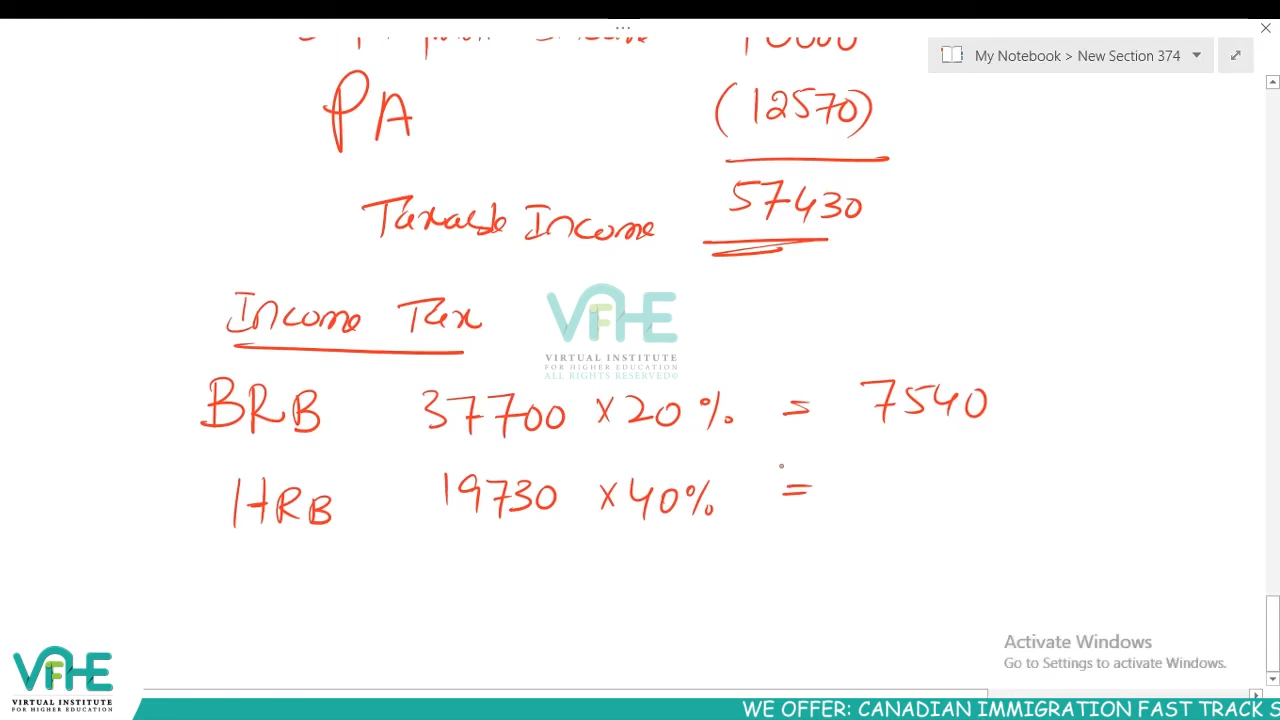 My Notebook > New Section 374
PA (12570)
Taxable Income 57430
Income Tax
VFHE
VIRTUAL INSTITUTE
FOR HIGHER EDUCATION
ALL RIGHTS RESERVED©
BRB 37700 × 20% = 7540
HRB 19730 × 40% =
Activate Windows
Go to Settings to activate Windows.
VFHE
VIRTUAL INSTITUTE
FOR HIGHER EDUCATION
WE OFFER: CANADIAN IMMIGRATION FAST TRACK S